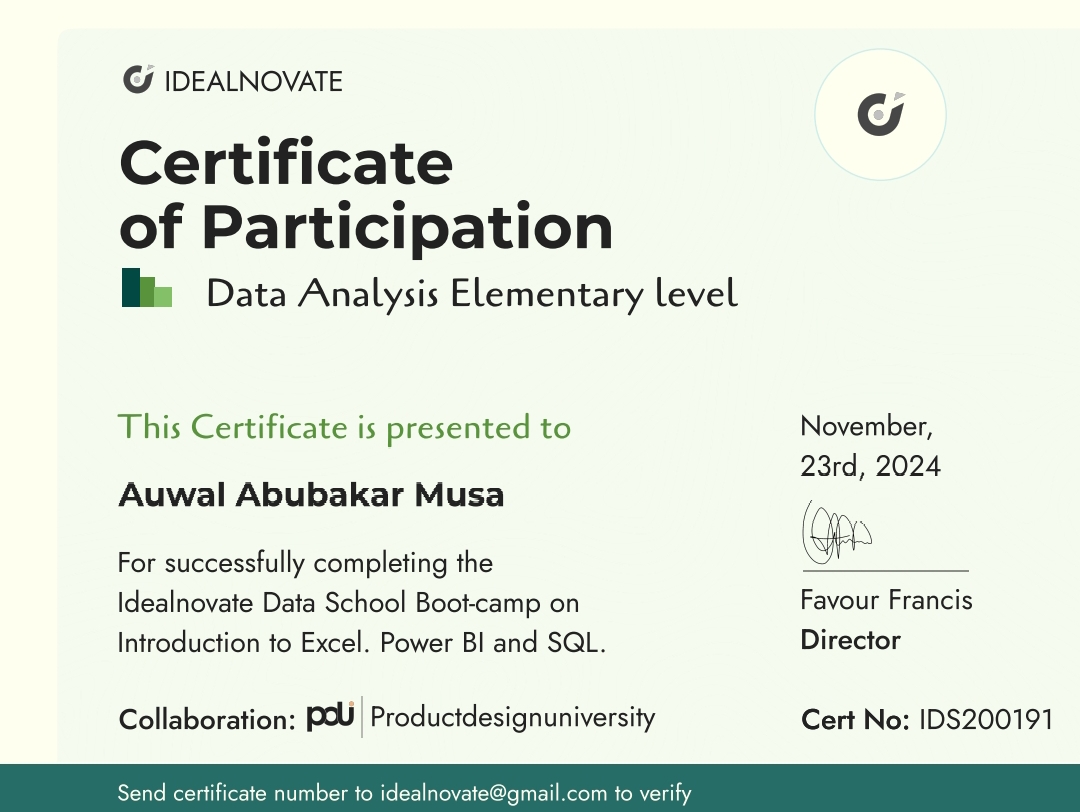 IDEALNOVATE
Certificate
of Participation
Data Analysis Elementary level
This Certificate is presented to
Auwal Abubakar Musa
For successfully completing the
Idealnovate Data School Boot-camp on
Introduction to Excel. Power BI and SQL.
November,
23rd, 2024
Favour Francis
Director
Collaboration: pdu Productdesignuniversity
Cert No: IDS200191
Send certificate number to idealnovate@gmail.com to verify